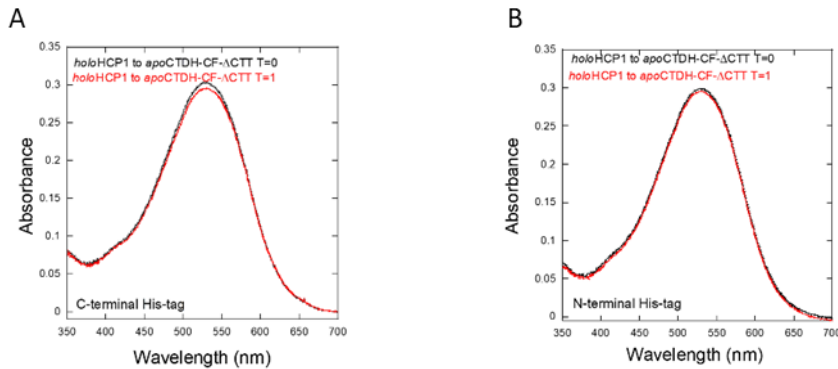 A
B
holoHCP1 to apoCTDH-CF-ΔCTT T=0
holoHCP1 to apoCTDH-CF-ΔCTT T=1
0.35
0.3
0.25
0.2
0.15
0.1
0.05
0
Absorbance
C-terminal His-tag
350 400 450 500 550 600 650 700
Wavelength (nm)
holoHCP1 to apoCTDH-CF-ΔCTT T=0
holoHCP1 to apoCTDH-CF-ΔCTT T=1
0.35
0.3
0.25
0.2
0.15
0.1
0.05
0
Absorbance
N-terminal His-tag
350 400 450 500 550 600 650 700
Wavelength (nm)